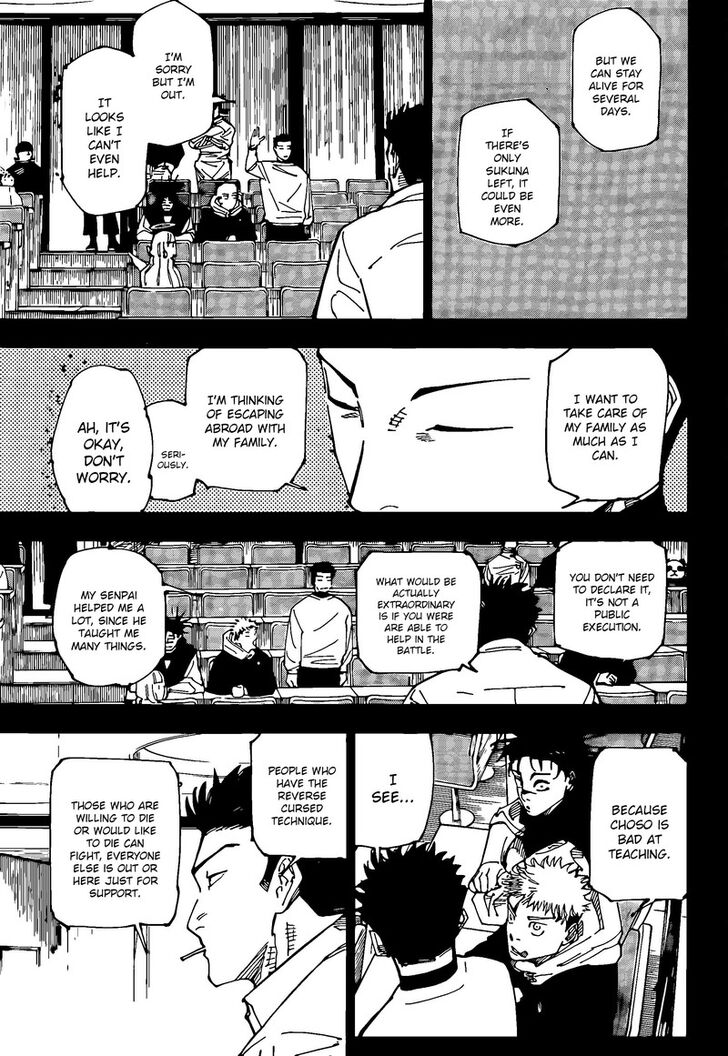 BUT WE
CAN STAY
ALIVE FOR
SEVERAL
DAYS.
IF
THERE'S
ONLY
SUKUNA
LEFT, IT
COULD BE
EVEN
MORE.
I'M
SORRY
BUT I'M
OUT.
IT
LOOKS
LIKE I
CAN'T
EVEN
HELP.
I WANT TO
TAKE CARE OF
MY FAMILY
AS MUCH AS I
CAN.
I'M THINKING
OF ESCAPING
ABROAD WITH
MY FAMILY.
SERI-
OUSLY.
AH, IT'S
OKAY,
DON'T
WORRY.
YOU DON'T NEED
TO DECLARE IT,
IT'S NOT A
PUBLIC
EXECUTION.
WHAT WOULD BE
ACTUALLY
EXTRAORDINARY
IS IF YOU
WERE ABLE TO
HELP IN THE
BATTLE.
MY SENPAI
HELPED ME A
LOT, SINCE HE
TAUGHT ME
MANY THINGS.
BECAUSE
CHOSO IS
BAD AT
TEACHING.
I
SEE...
PEOPLE WHO
HAVE THE
REVERSE
CURSED
TECHNIQUE.
THOSE WHO ARE
WILLING TO DIE
OR WOULD LIKE
TO DIE CAN
FIGHT, EVERYONE
ELSE IS OUT OR
HERE JUST FOR
SUPPORT.